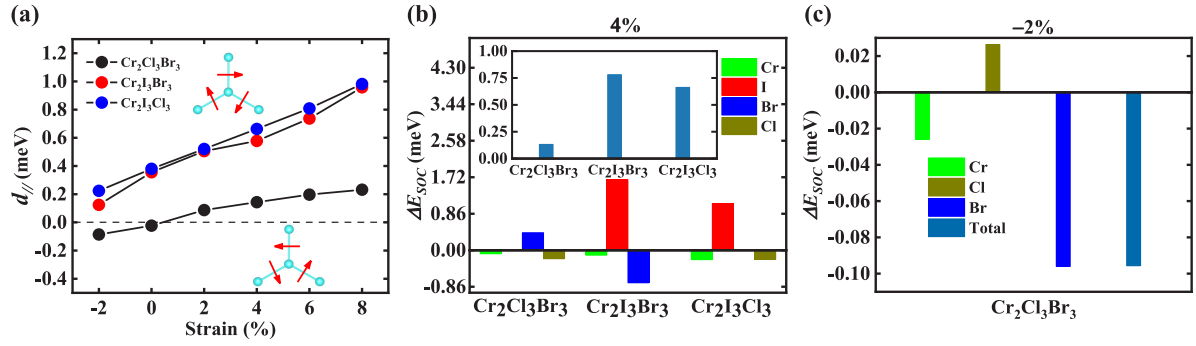 (a)
1.2
1.0
0.8
0.6
0.4
0.2
0.0
-0.2
-0.4
d// (meV)
Cr2Cl3Br3
Cr2I3Br3
Cr2I3Cl3
-2 0 2 4 6 8
Strain (%)
(b)
4%
4.30
3.44
2.58
1.72
0.86
0.00
-0.86
ΔESOC (meV)
1.00
0.75
0.50
0.25
0.00
Cr2Cl3Br3 Cr2I3Br3 Cr2I3Cl3
Cr
I
Br
Cl
Cr2Cl3Br3 Cr2I3Br3 Cr2I3Cl3
(c)
−2%
0.02
0.00
-0.02
-0.04
-0.06
-0.08
-0.10
ΔESOC (meV)
Cr
Cl
Br
Total
Cr2Cl3Br3